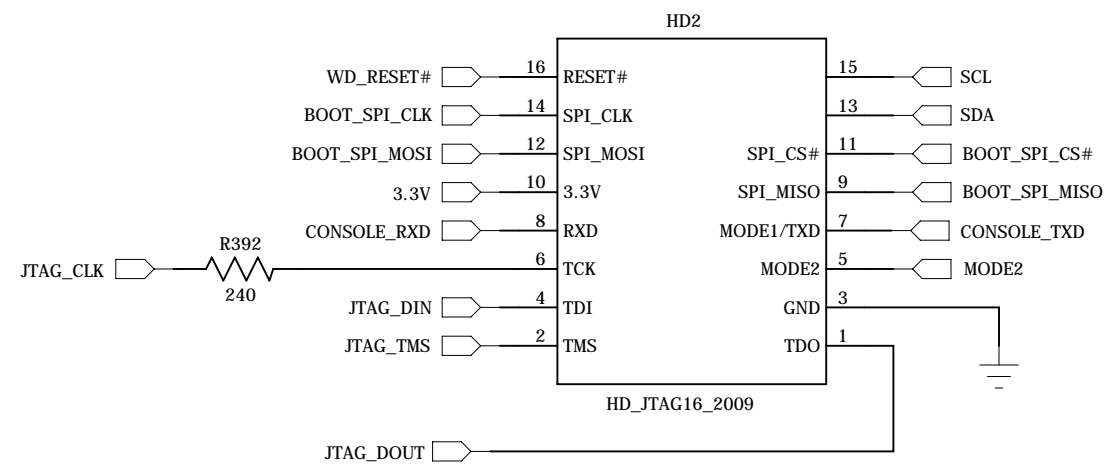 HD2
WD_RESET# 16 RESET# 15 SCL
BOOT_SPI_CLK 14 SPI_CLK 13 SDA
BOOT_SPI_MOSI 12 SPI_MOSI SPI_CS# 11 BOOT_SPI_CS#
3.3V 10 3.3V SPI_MISO 9 BOOT_SPI_MISO
CONSOLE_RXD 8 RXD MODE1/TXD 7 CONSOLE_TXD
R392
JTAG_CLK 6 TCK MODE2 5 MODE2
240
JTAG_DIN 4 TDI GND 3
JTAG_TMS 2 TMS TDO 1
HD_JTAG16_2009
JTAG_DOUT